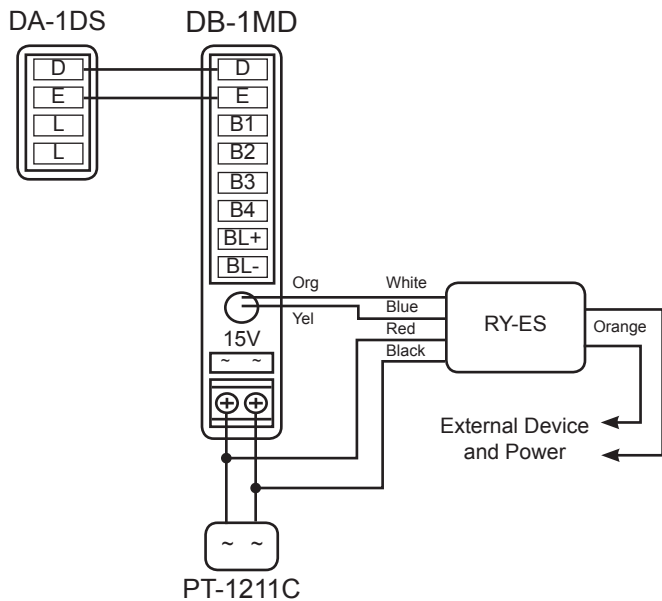 DA-1DS
DB-1MD
D
E
L
L
D
E
B1
B2
B3
B4
BL+
BL-
15V
~ ~
+ +
~ ~
PT-1211C
Org
Yel
White
Blue
Red
Black
RY-ES
Orange
External Device
and Power